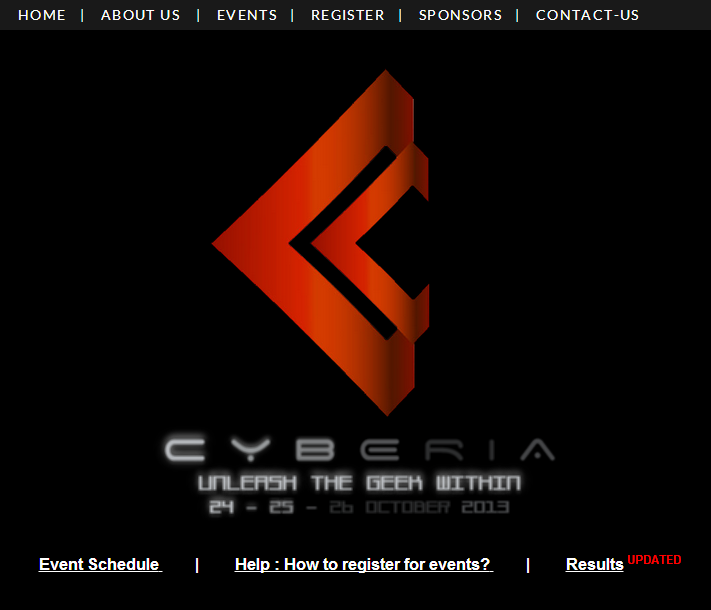 HOME | ABOUT US | EVENTS | REGISTER | SPONSORS | CONTACT-US
CYBERIA
UNLEASH THE GEEK WITHIN
24 - 25 - 26 OCTOBER 2013
Event Schedule | Help : How to register for events? | Results UPDATED